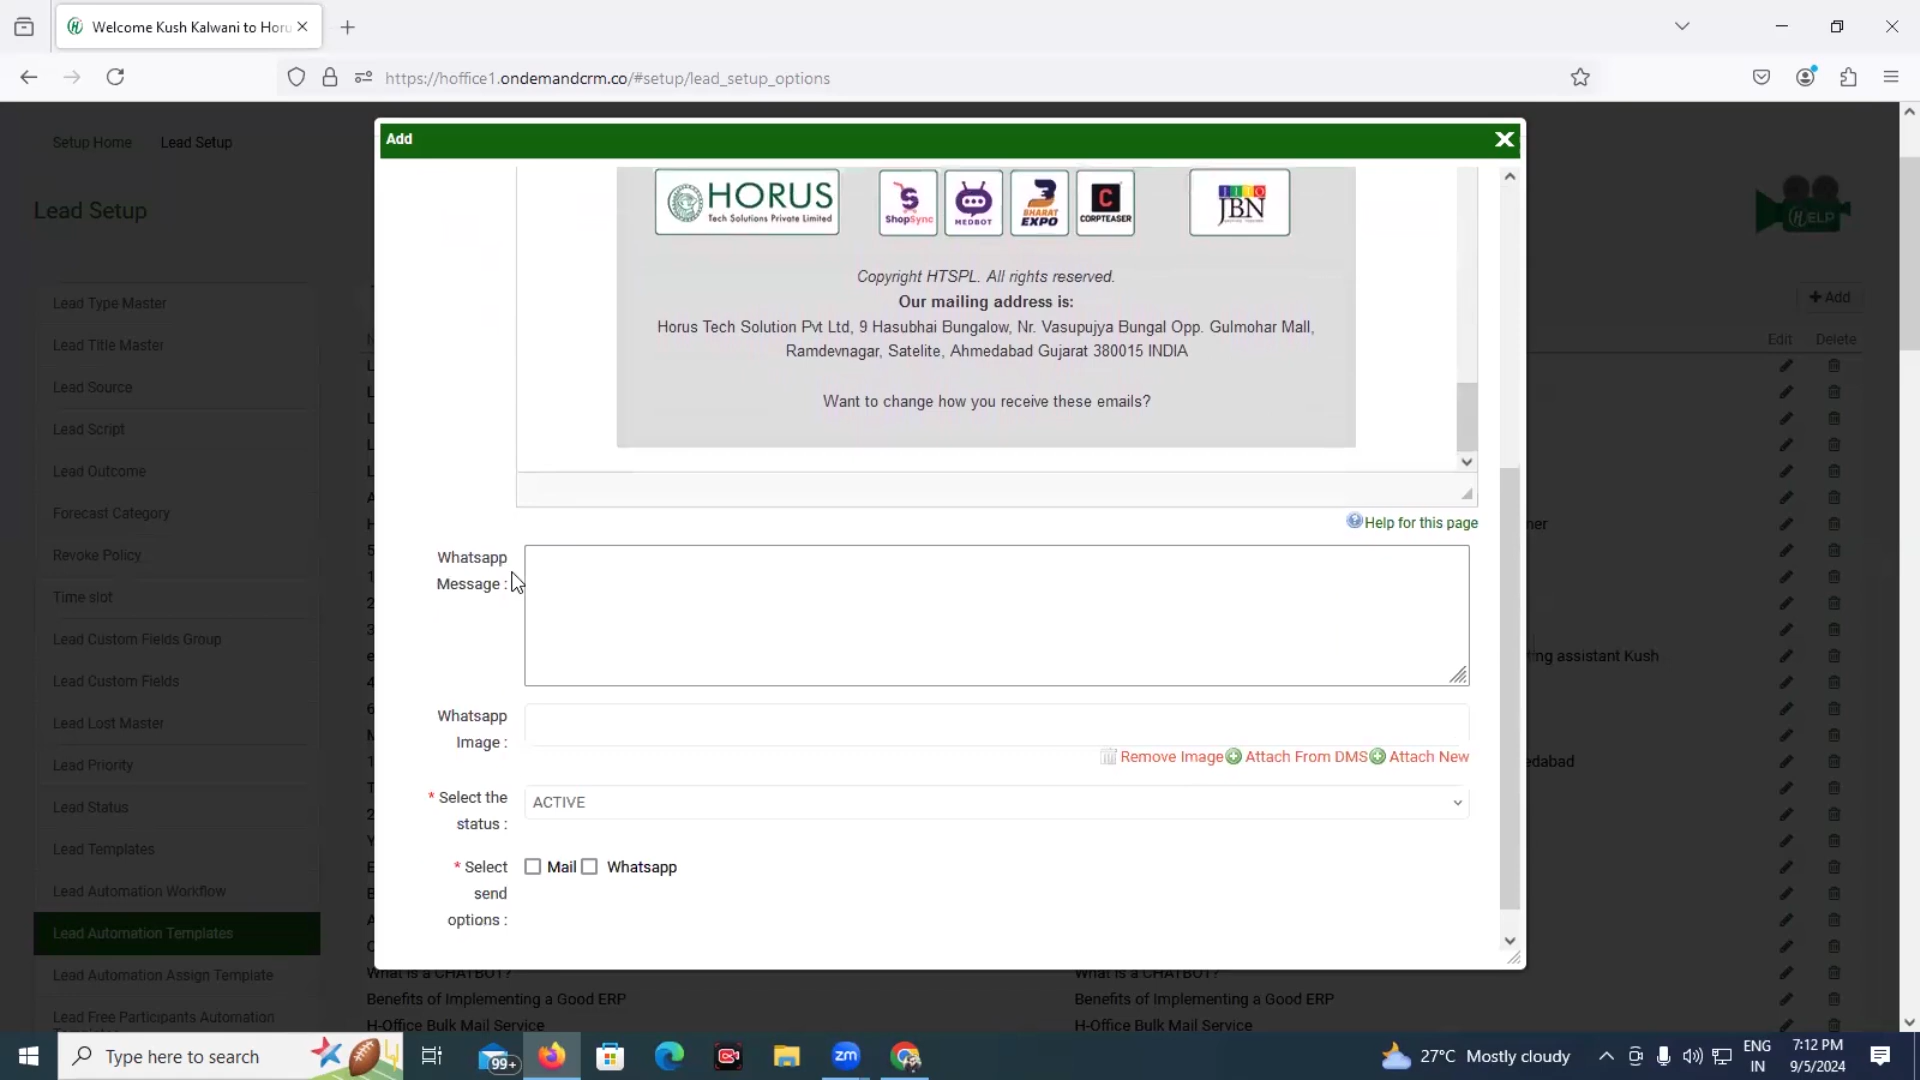 Welcome Kush Kalwani to Horu
https://hoffice1.ondemandcrm.co/#setup/lead_setup_options
Setup Home Lead Setup
Add
Lead Setup
HELP
HORUS
Tech Solutions Private Limited
ShopSync
MEDBOT
BHARAT EXPO
CORPTEASER
JITO
JBN
Copyright HTSPL. All rights reserved.
Our mailing address is:
Horus Tech Solution Pvt Ltd, 9 Hasubhai Bungalow, Nr. Vasupujya Bungal Opp. Gulmohar Mall,
Ramdevnagar, Satelite, Ahmedabad Gujarat 380015 INDIA
Want to change how you receive these emails?
Help for this page
Whatsapp
Message :
Whatsapp
Image :
Remove Image Attach From DMS Attach New
* Select the
status :
ACTIVE
* Select
send
options :
Mail Whatsapp
Lead Type Master
Lead Title Master
Lead Source
Lead Script
Lead Outcome
Forecast Category
Revoke Policy
Time slot
Lead Custom Fields Group
Lead Custom Fields
Lead Lost Master
Lead Priority
Lead Status
Lead Templates
Lead Automation Workflow
Lead Automation Templates
Lead Automation Assign Template
Lead Free Participants Automation
Add
Edit Delete
ner
ting assistant Kush
edabad
What is a CHATBOT? What is a CHATBOT?
Benefits of Implementing a Good ERP Benefits of Implementing a Good ERP
H-Office Bulk Mail Service H-Office Bulk Mail Service
Type here to search
99+
zm
27°C Mostly cloudy
ENG
IN
7:12 PM
9/5/2024